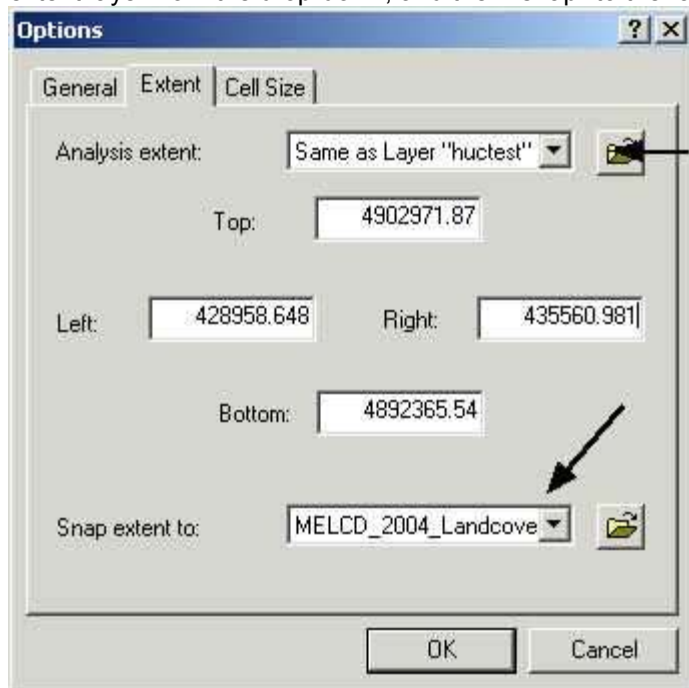 Options
General Extent Cell Size
Analysis extent: Same as Layer "huctest"
Top: 4902971.87
Left: 428958.648 Right: 435560.981
Bottom: 4892365.54
Snap extent to: MELCD_2004_Landcove
OK Cancel